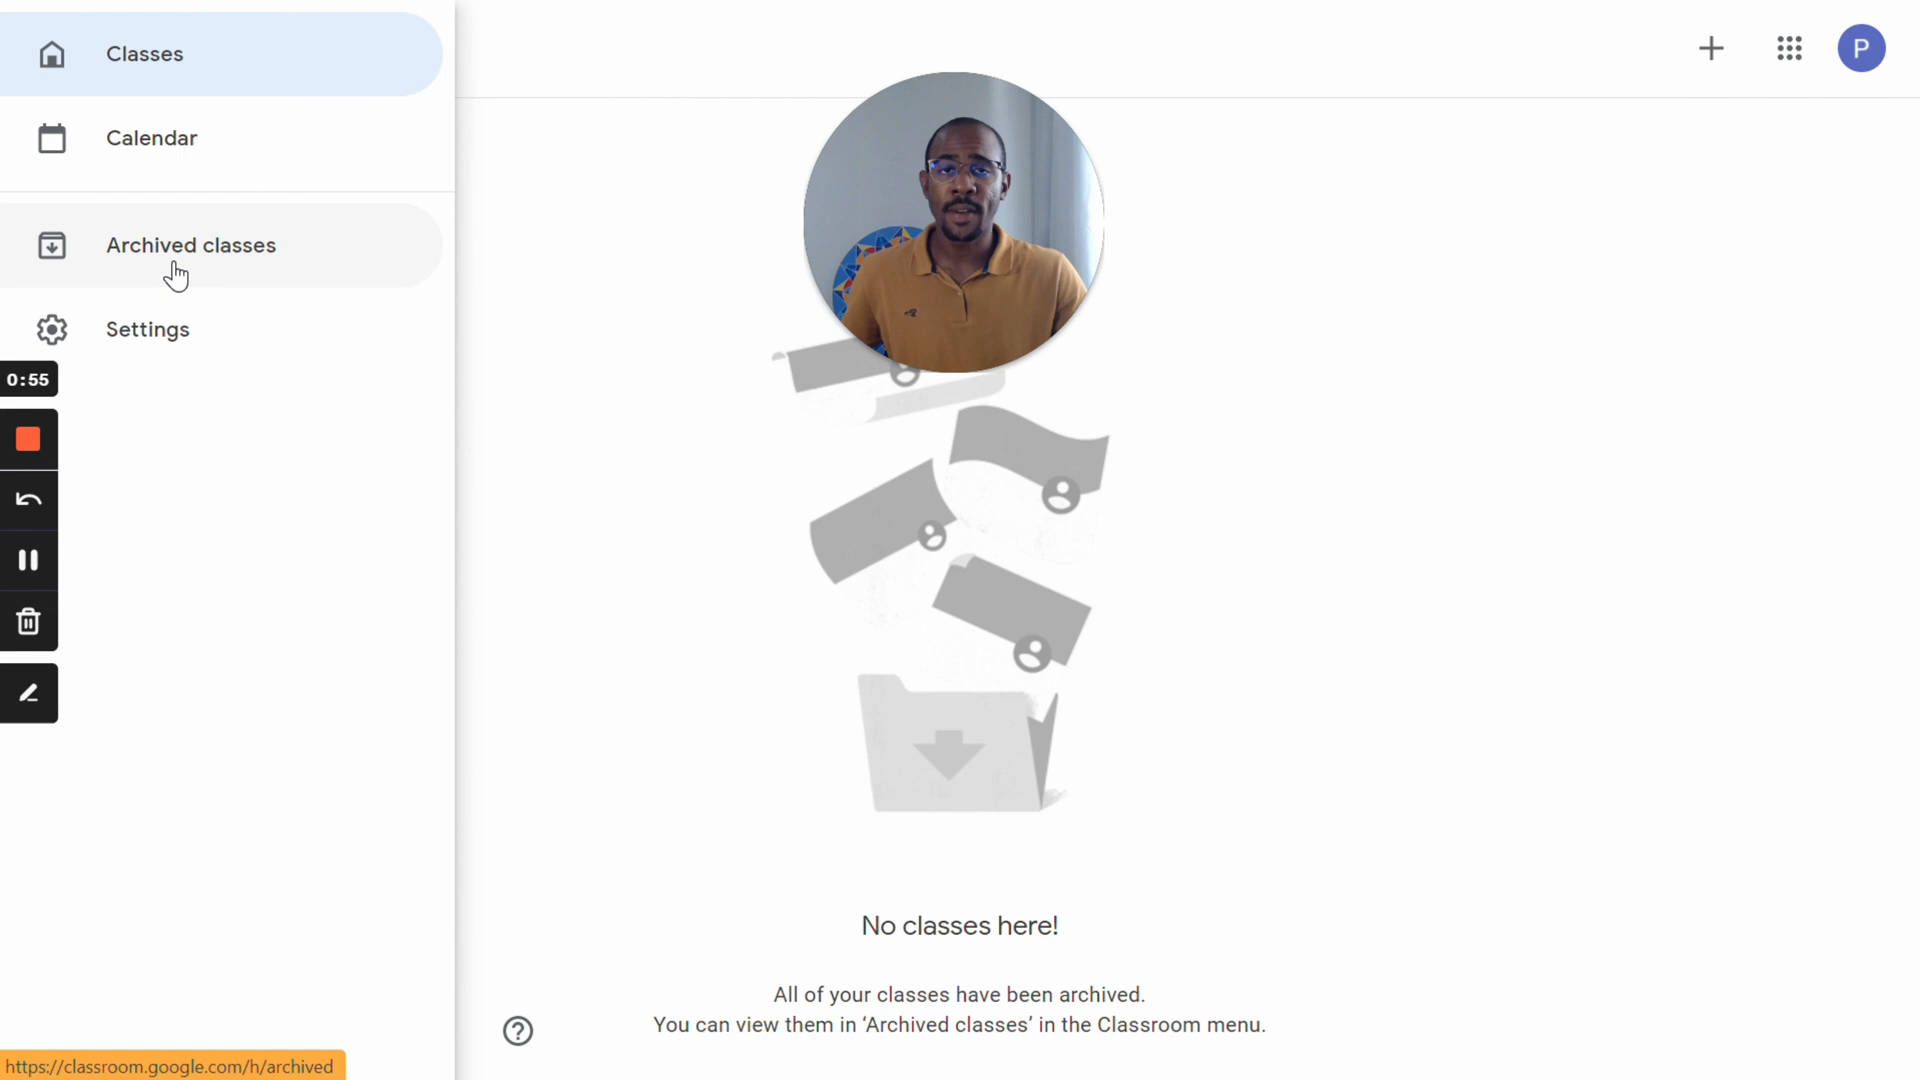 Classes
Calendar
Archived classes
Settings
0:55
P
No classes here!
All of your classes have been archived.
You can view them in ‘Archived classes’ in the Classroom menu.
https://classroom.google.com/h/archived